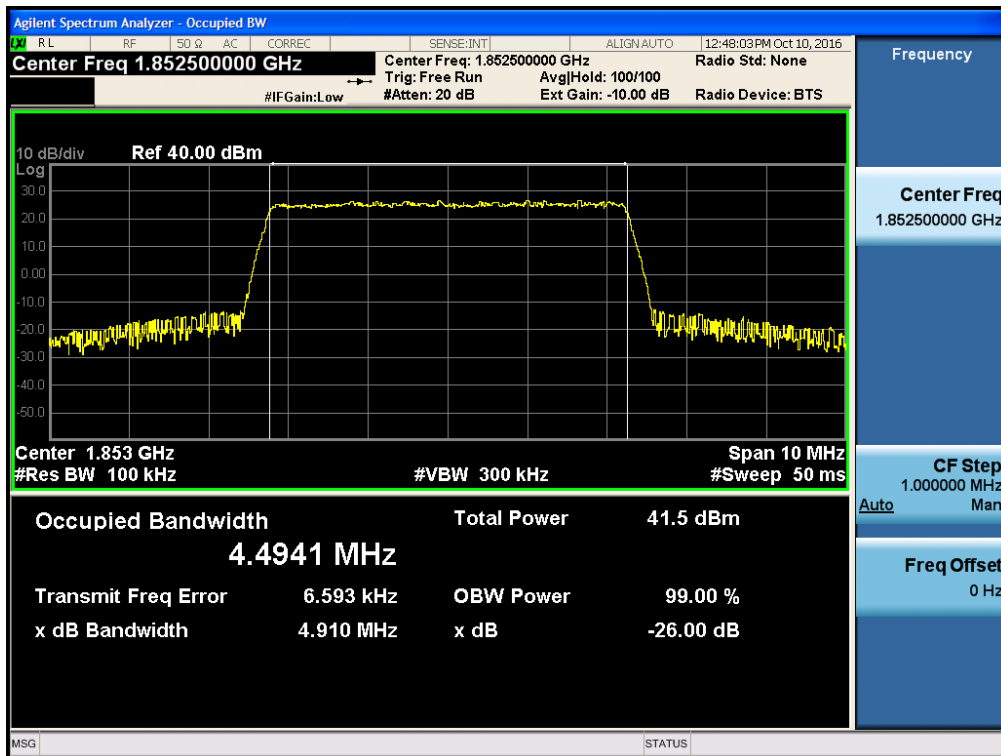 Agilent Spectrum Analyzer - Occupied BW
LXI RL RF 50 Ω AC CORREC SENSE:INT ALIGNAUTO 12:48:03PM Oct 10, 2016
Center Freq 1.852500000 GHz
Center Freq: 1.852500000 GHz
Radio Std: None
Trig: Free Run Avg|Hold: 100/100
#IFGain:Low
#Atten: 20 dB Ext Gain: -10.00 dB
Radio Device: BTS
10 dB/div Ref 40.00 dBm
Log
30.0
20.0
10.0
0.00
-10.0
-20.0
-30.0
-40.0
-50.0
Center 1.853 GHz Span 10 MHz
#Res BW 100 kHz #VBW 300 kHz #Sweep 50 ms
Occupied Bandwidth Total Power 41.5 dBm
4.4941 MHz
Transmit Freq Error 6.593 kHz OBW Power 99.00 %
x dB Bandwidth 4.910 MHz x dB -26.00 dB
MSG STATUS
Frequency
Center Freq
1.852500000 GHz
CF Step
1.000000 MHz
Auto Man
Freq Offset
0 Hz